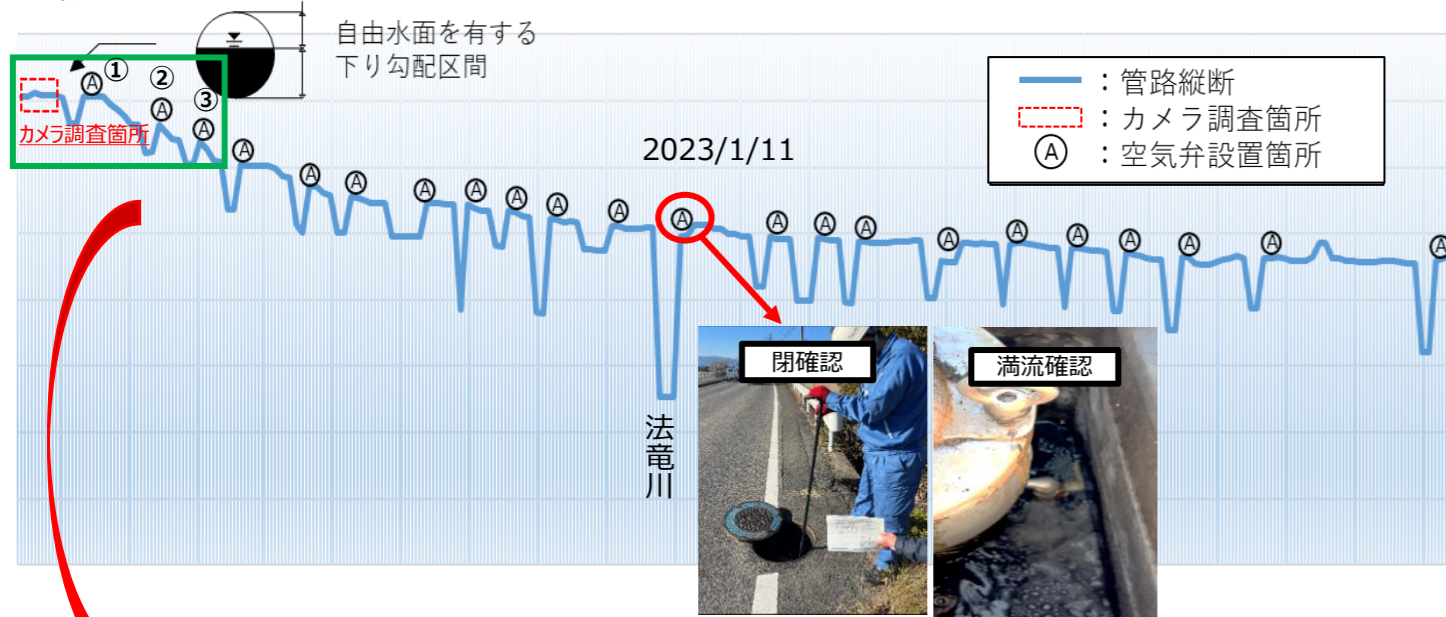 自由水面を有する
下り勾配区間
① ② ③
Ⓐ Ⓐ Ⓐ Ⓐ Ⓐ Ⓐ Ⓐ Ⓐ Ⓐ Ⓐ Ⓐ Ⓐ Ⓐ Ⓐ Ⓐ Ⓐ Ⓐ Ⓐ Ⓐ Ⓐ Ⓐ Ⓐ
カメラ調査箇所
2023/1/11
：管路縦断
：カメラ調査箇所
Ⓐ：空気弁設置箇所
法竜川
閉確認
満流確認